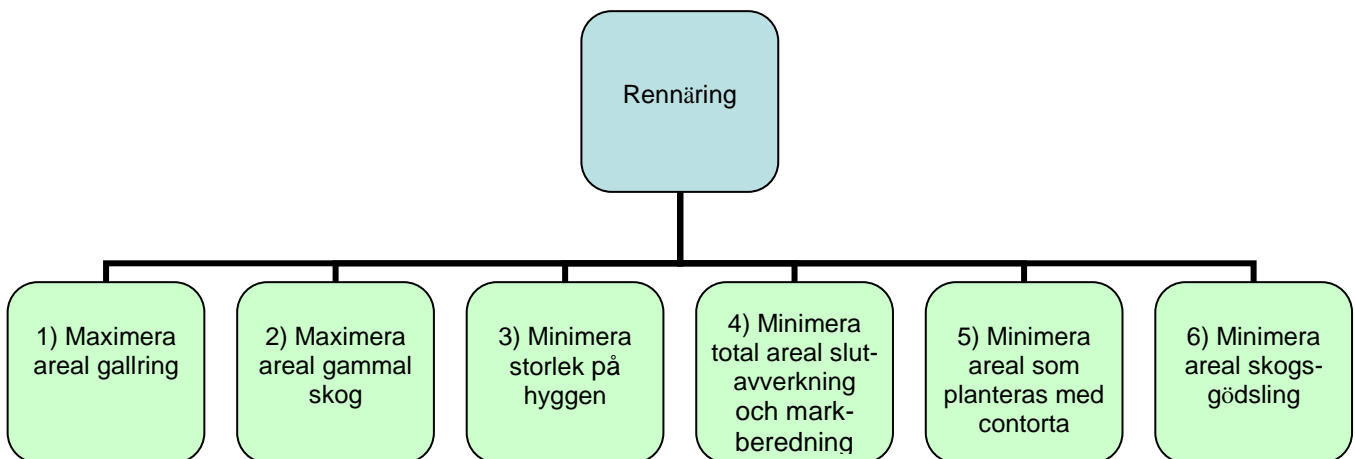 Rennäring
1) Maximera
areal gallring
2) Maximera
areal gammal
skog
3) Minimera
storlek på
hyggen
4) Minimera
total areal slut-
avverkning
och mark-
beredning
5) Minimera
areal som
planteras med
contorta
6) Minimera
areal skogs-
gödsling